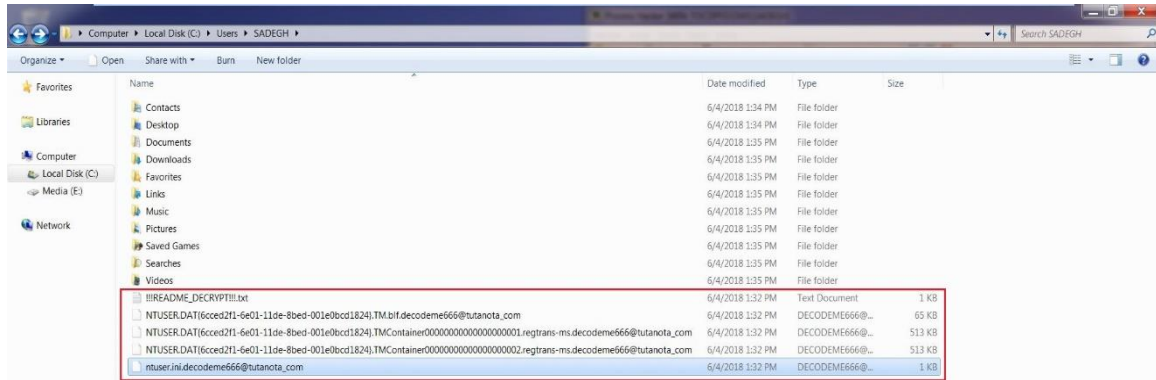 Computer ▸ Local Disk (C:) ▸ Users ▸ SADEGH ▸ Search SADEGH
Organize ▾ Open Share with ▾ Burn New folder
Favorites
Libraries
Computer
Local Disk (C:)
Media (E:)
Network
Name Date modified Type Size
Contacts 6/4/2018 1:34 PM File folder
Desktop 6/4/2018 1:34 PM File folder
Documents 6/4/2018 1:35 PM File folder
Downloads 6/4/2018 1:35 PM File folder
Favorites 6/4/2018 1:35 PM File folder
Links 6/4/2018 1:35 PM File folder
Music 6/4/2018 1:35 PM File folder
Pictures 6/4/2018 1:35 PM File folder
Saved Games 6/4/2018 1:35 PM File folder
Searches 6/4/2018 1:35 PM File folder
Videos 6/4/2018 1:35 PM File folder
!!!README_DECRYPT!!!.txt 6/4/2018 1:32 PM Text Document 1 KB
NTUSER.DAT{6cced2f1-6e01-11de-8bed-001e0bcd1824}.TM.blf.decodeme666@tutanota_com 6/4/2018 1:32 PM DECODEME666@... 65 KB
NTUSER.DAT{6cced2f1-6e01-11de-8bed-001e0bcd1824}.TMContainer00000000000000000001.regtrans-ms.decodeme666@tutanota_com 6/4/2018 1:32 PM DECODEME666@... 513 KB
NTUSER.DAT{6cced2f1-6e01-11de-8bed-001e0bcd1824}.TMContainer00000000000000000002.regtrans-ms.decodeme666@tutanota_com 6/4/2018 1:32 PM DECODEME666@... 513 KB
ntuser.ini.decodeme666@tutanota_com 6/4/2018 1:32 PM DECODEME666@... 1 KB